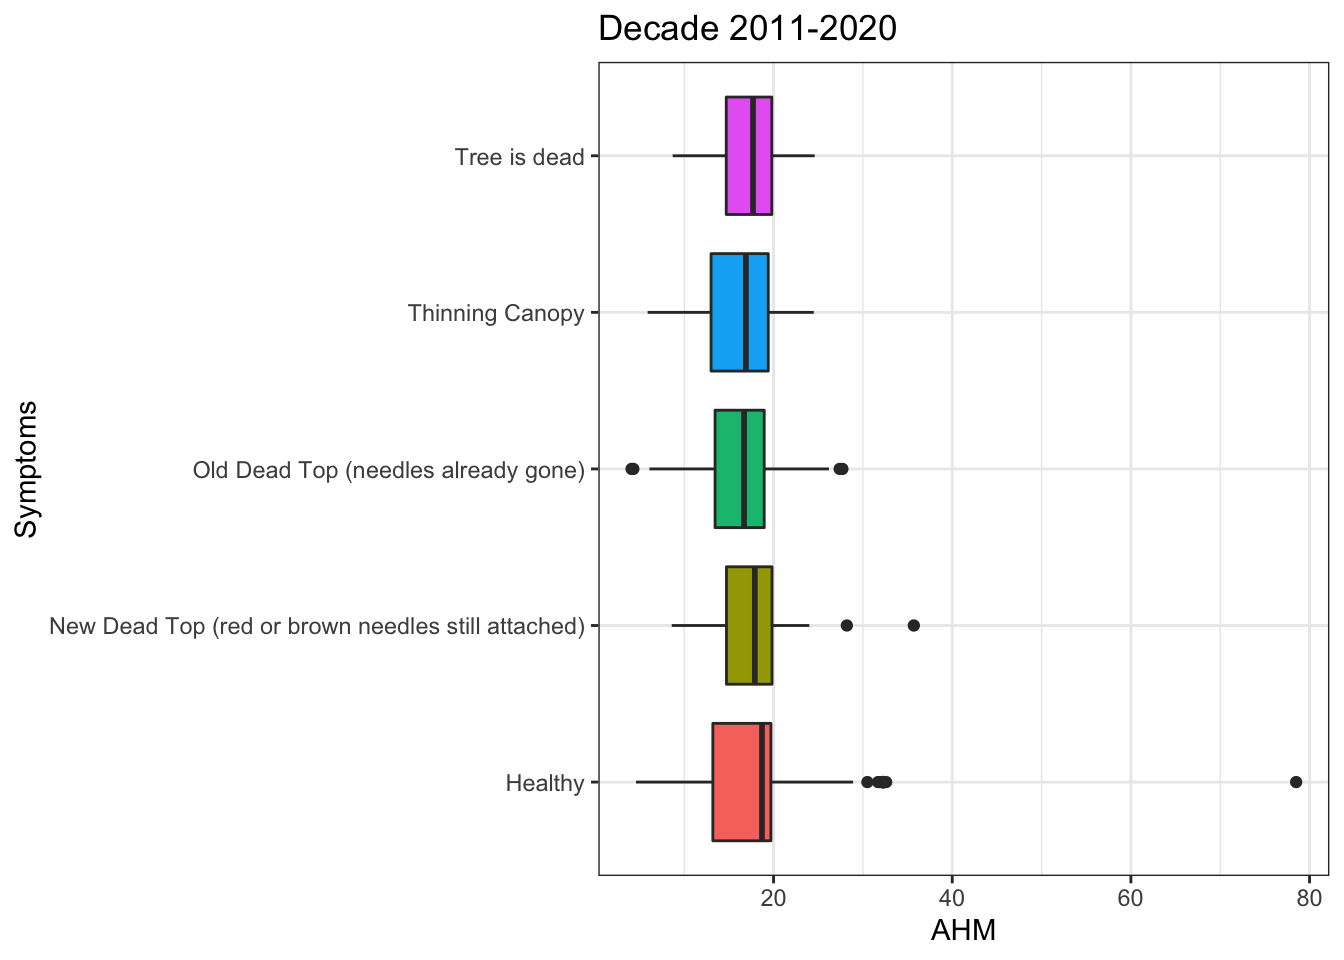 Decade 2011-2020
Tree is dead
Thinning Canopy
Old Dead Top (needles already gone)
New Dead Top (red or brown needles still attached)
Healthy
Symptoms
20 40 60 80
AHM